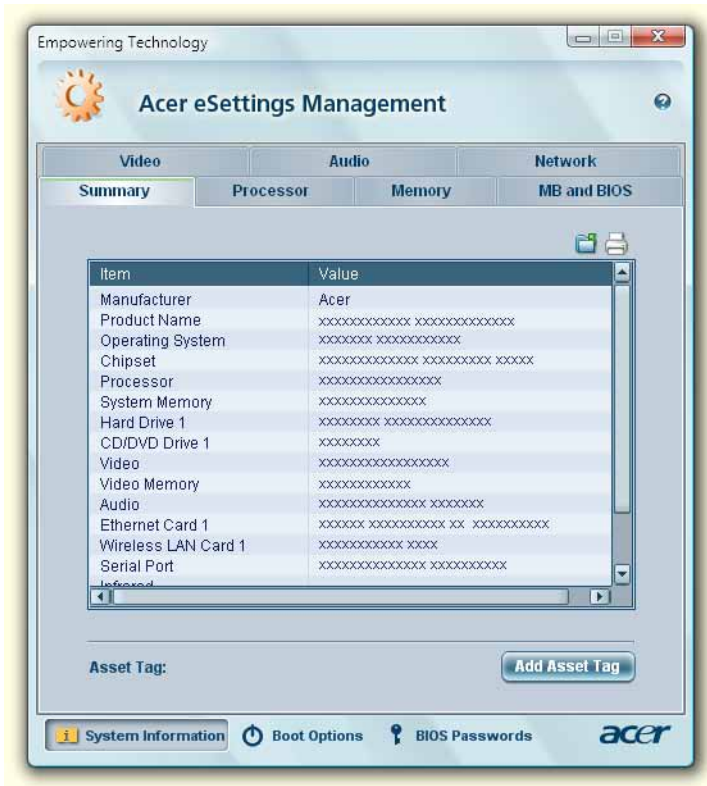 Empowering Technology
Acer eSettings Management
Video Audio Network
Summary Processor Memory MB and BIOS
Item Value
Manufacturer Acer
Product Name xxxxxxxxxxxx xxxxxxxxxxxxx
Operating System xxxxxxx xxxxxxxxxxx
Chipset xxxxxxxxxxxxx xxxxxxxxx xxxxx
Processor xxxxxxxxxxxxxxxx
System Memory xxxxxxxxxxxxxx
Hard Drive 1 xxxxxxxx xxxxxxxxxxxxxx
CD/DVD Drive 1 xxxxxxxx
Video xxxxxxxxxxxxxxxxx
Video Memory xxxxxxxxxxxx
Audio xxxxxxxxxxxxxx xxxxxxx
Ethernet Card 1 xxxxxx xxxxxxxxxx xx xxxxxxxxxx
Wireless LAN Card 1 xxxxxxxxxxx xxxx
Serial Port xxxxxxxxxxxxxx xxxxxxxxxx
Infrared
Asset Tag: Add Asset Tag
System Information Boot Options BIOS Passwords acer